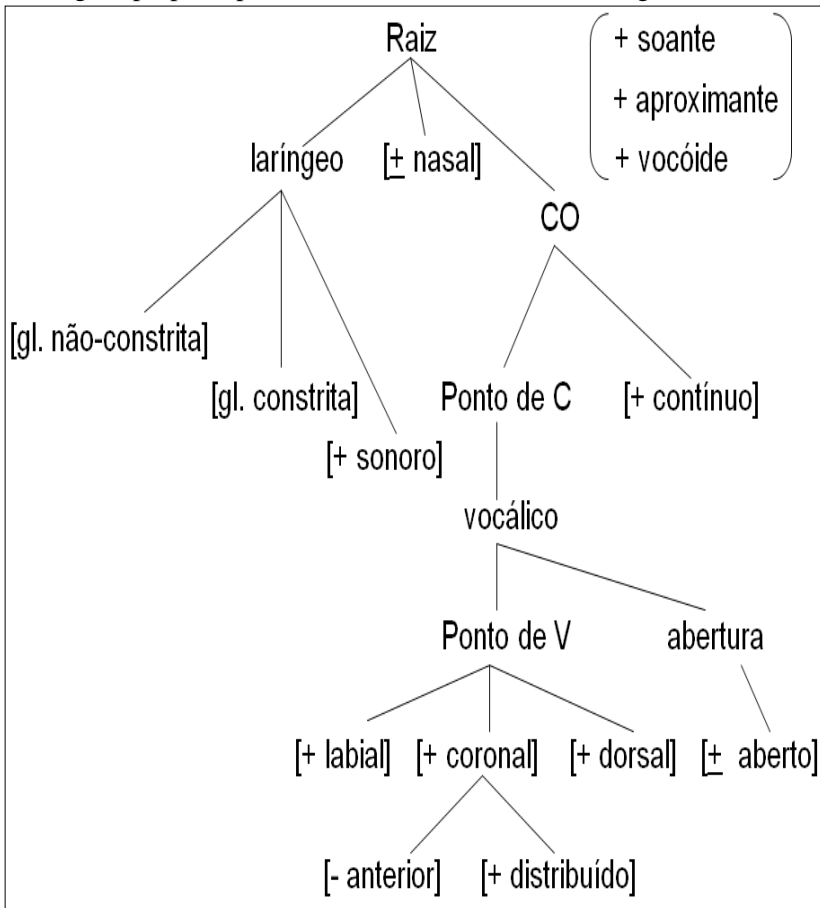 Raiz
+ soante
+ aproximante
+ vocóide
laríngeo
[± nasal]
CO
[gl. não-constrita]
[gl. constrita]
[+ sonoro]
Ponto de C
[+ contínuo]
vocálico
Ponto de V
abertura
[+ labial]
[+ coronal]
[+ dorsal]
[± aberto]
[- anterior]
[+ distribuído]